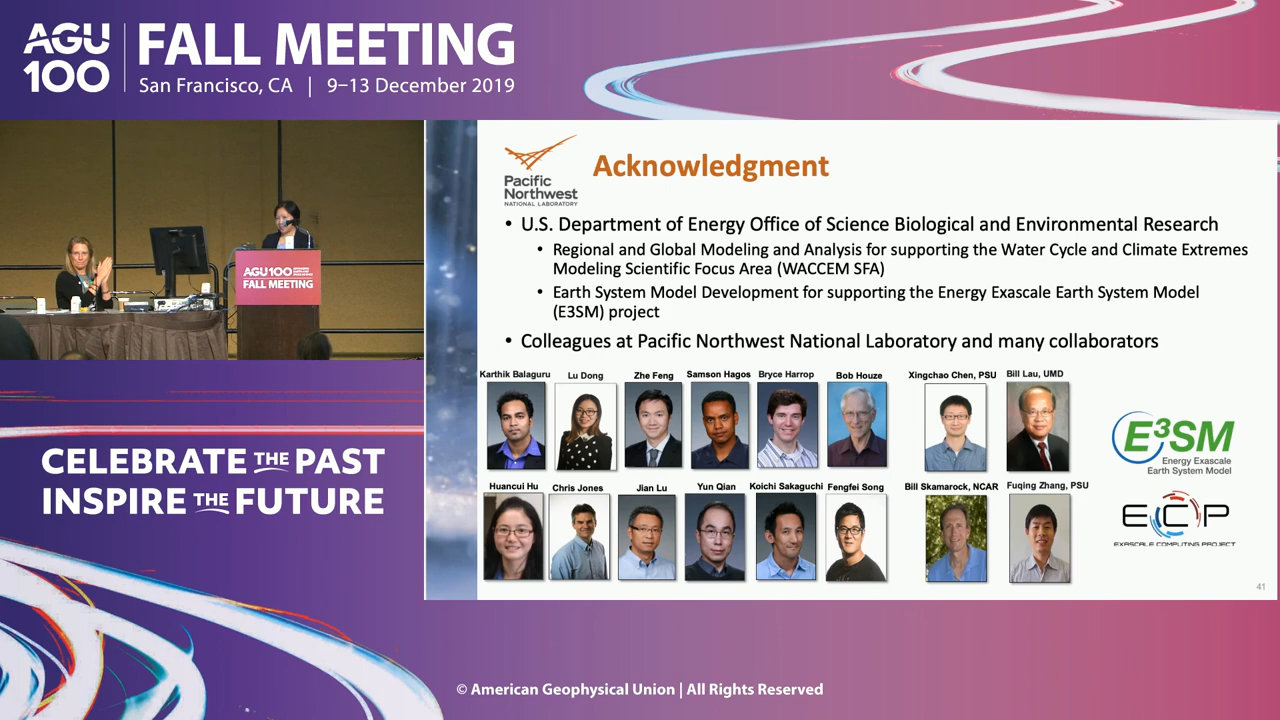 AGU
100
FALL MEETING
San Francisco, CA | 9–13 December 2019
AGU100
FALL MEETING
CELEBRATE THE PAST
INSPIRE THE FUTURE
Pacific
Northwest
NATIONAL LABORATORY
Acknowledgment
• U.S. Department of Energy Office of Science Biological and Environmental Research
• Regional and Global Modeling and Analysis for supporting the Water Cycle and Climate Extremes
Modeling Scientific Focus Area (WACCEM SFA)
• Earth System Model Development for supporting the Energy Exascale Earth System Model
(E3SM) project
• Colleagues at Pacific Northwest National Laboratory and many collaborators
Karthik Balaguru Lu Dong Zhe Feng Samson Hagos Bryce Harrop Bob Houze Xingchao Chen, PSU Bill Lau, UMD
Huancui Hu Chris Jones Jian Lu Yun Qian Koichi Sakaguchi Fengfei Song Bill Skamarock, NCAR Fuqing Zhang, PSU
E³SM
Energy Exascale
Earth System Model
ECP
EXASCALE COMPUTING PROJECT
41
© American Geophysical Union | All Rights Reserved